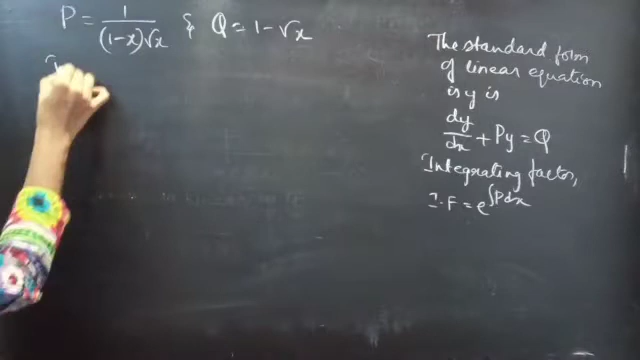 P = 1/((1-x)√x) & Q = 1-√x
The standard form
of linear equation
is y is
dy/dx + Py = Q
Integrating factor,
I.F = e^∫Pdx